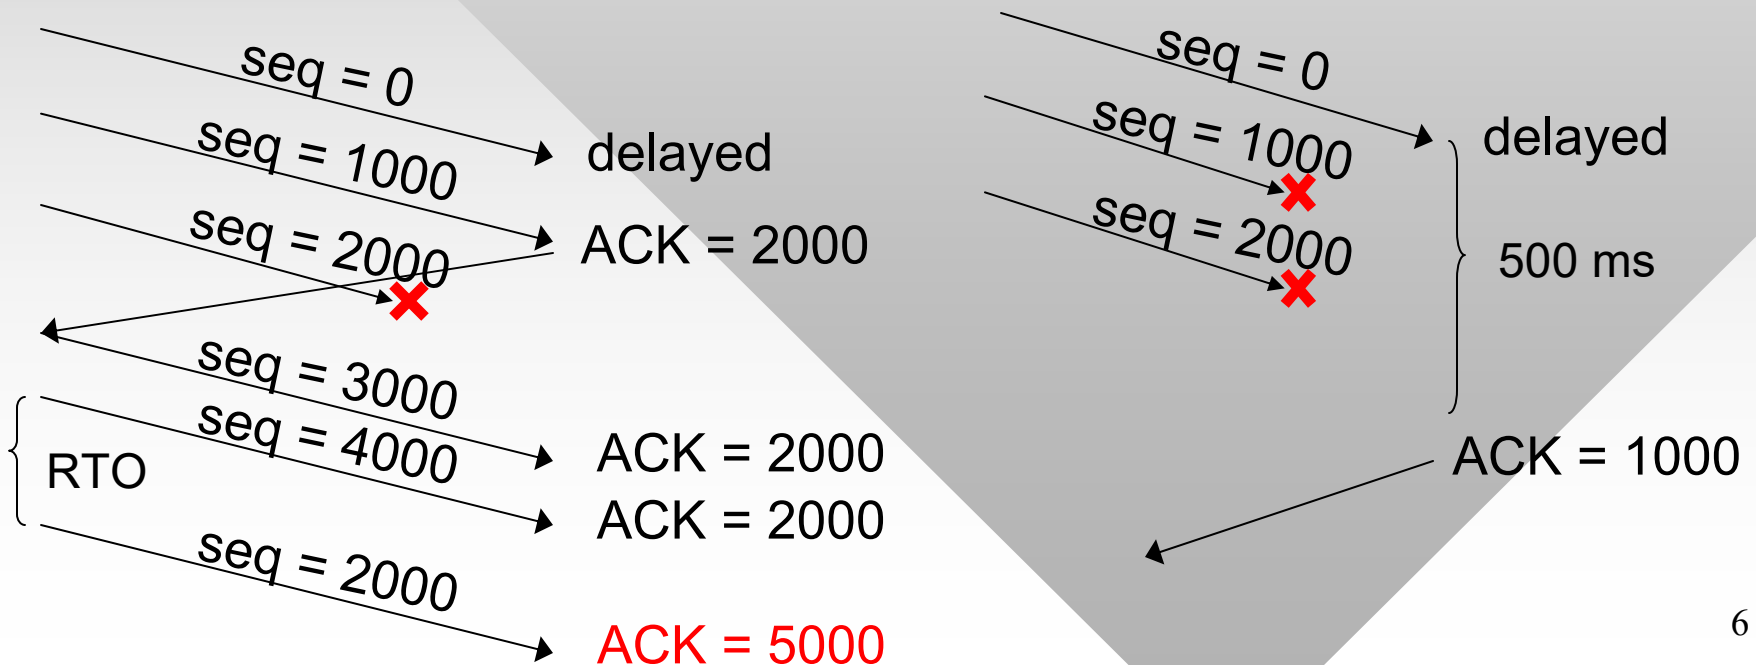 seq = 0
seq = 1000
seq = 2000
delayed
ACK = 2000
seq = 3000
seq = 4000
RTO
ACK = 2000
ACK = 2000
seq = 2000
ACK = 5000
seq = 0
seq = 1000
seq = 2000
delayed
500 ms
ACK = 1000
6